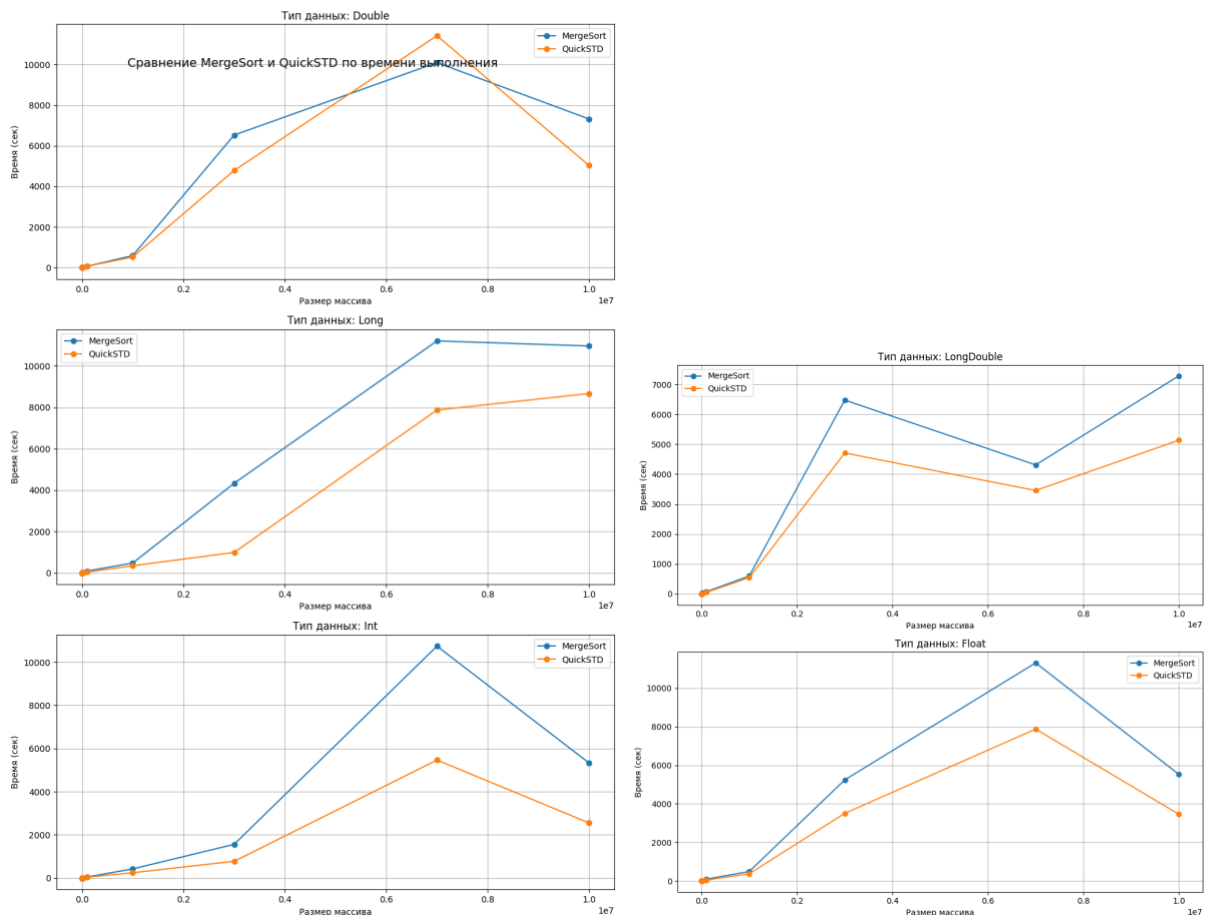 Тип данных: Double
Сравнение MergeSort и QuickSTD по времени выполнения
MergeSort
QuickSTD
Время (сек)
10000
8000
6000
4000
2000
0
0.0 0.2 0.4 0.6 0.8 1.0
1e7
Размер массива
Тип данных: Long
MergeSort
QuickSTD
Время (сек)
10000
8000
6000
4000
2000
0
0.0 0.2 0.4 0.6 0.8 1.0
1e7
Размер массива
Тип данных: Int
MergeSort
QuickSTD
Время (сек)
10000
8000
6000
4000
2000
0
0.0 0.2 0.4 0.6 0.8 1.0
1e7
Размер массива
Тип данных: LongDouble
MergeSort
QuickSTD
Время (сек)
7000
6000
5000
4000
3000
2000
1000
0
0.0 0.2 0.4 0.6 0.8 1.0
1e7
Размер массива
Тип данных: Float
MergeSort
QuickSTD
Время (сек)
10000
8000
6000
4000
2000
0
0.0 0.2 0.4 0.6 0.8 1.0
1e7
Размер массива